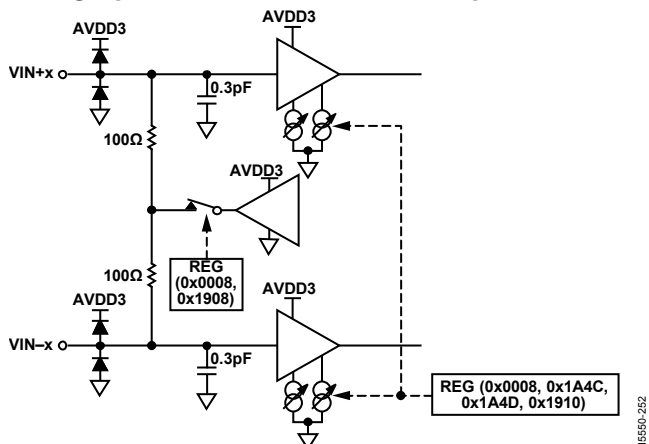 AVDD3
AVDD3
VIN+x
0.3pF
100Ω
AVDD3
REG
(0x0008,
0x1908)
100Ω
AVDD3
AVDD3
VIN–x
0.3pF
REG (0x0008, 0x1A4C,
0x1A4D, 0x1910)